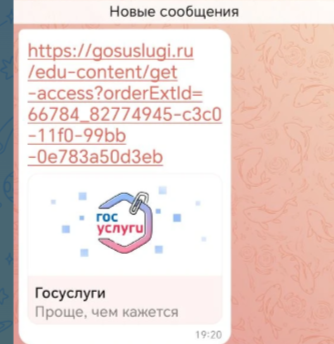 Новые сообщения
https://gosuslugi.ru
/edu-content/get
-access?orderExtId=
66784_82774945-c3c0
-11f0-99bb
-0e783a50d3eb
гос
услуги
Госуслуги
Проще, чем кажется
19:20